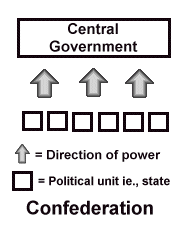 Central
Government
= Direction of power
= Political unit ie., state
Confederation